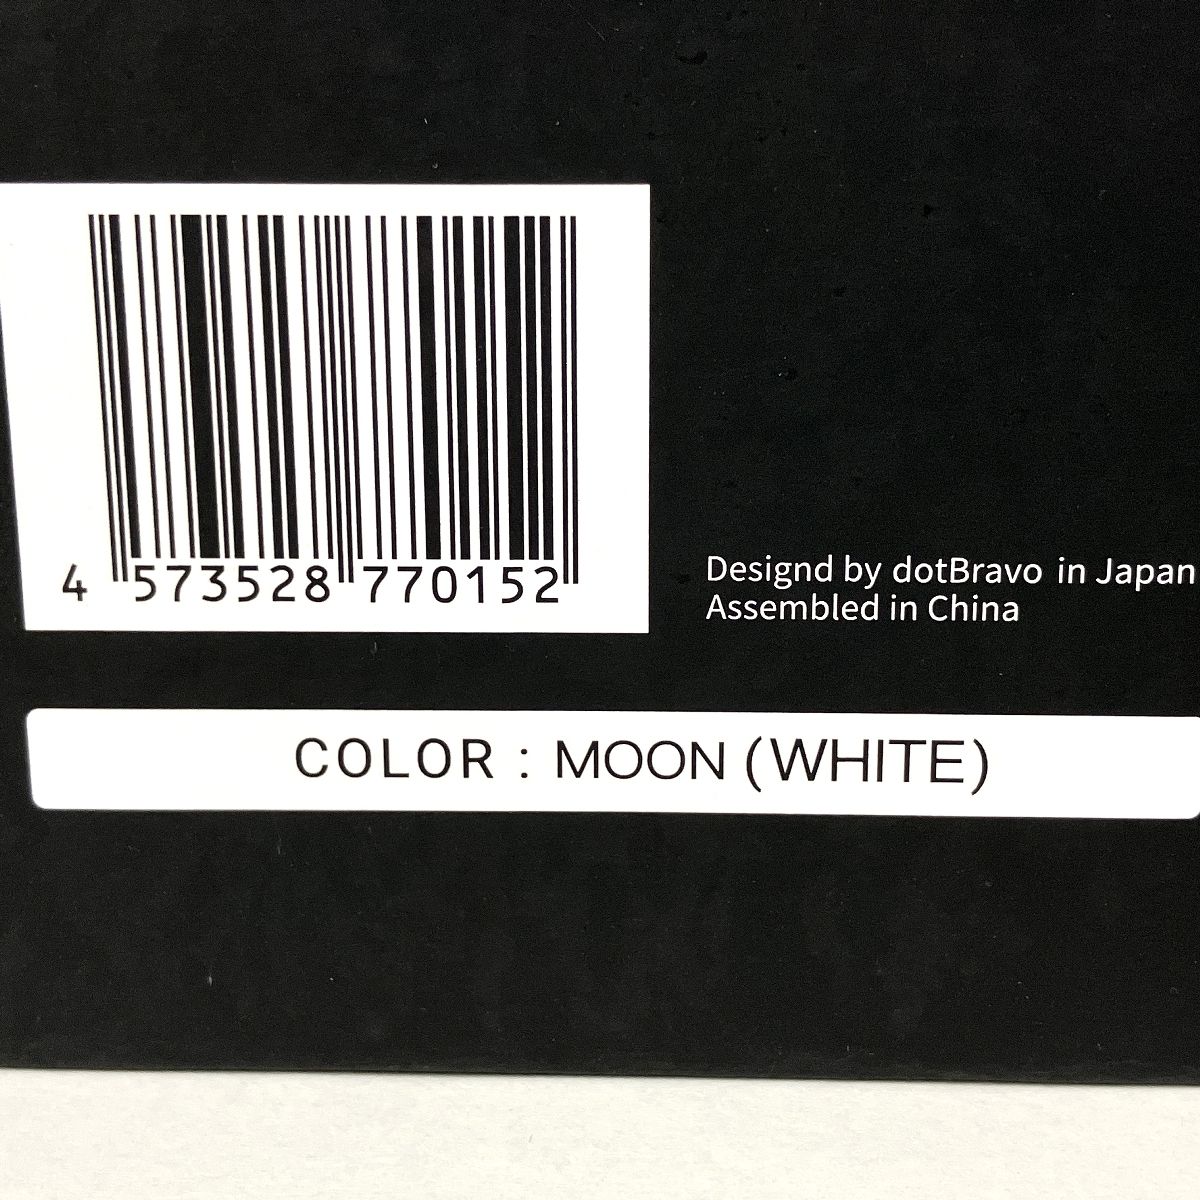 4 573528 770152
Designd by dotBravo in Japan
Assembled in China
COLOR : MOON (WHITE)